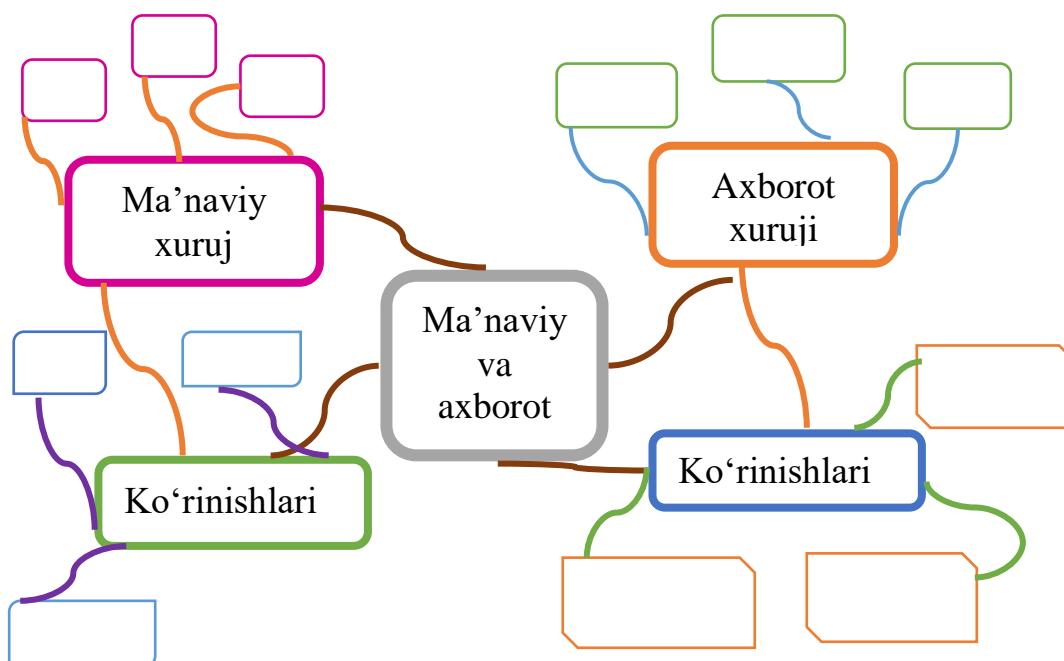 Ma’naviy
xuruj
Axborot
xuruji
Ma’naviy
va
axborot
Ko‘rinishlari
Ko‘rinishlari